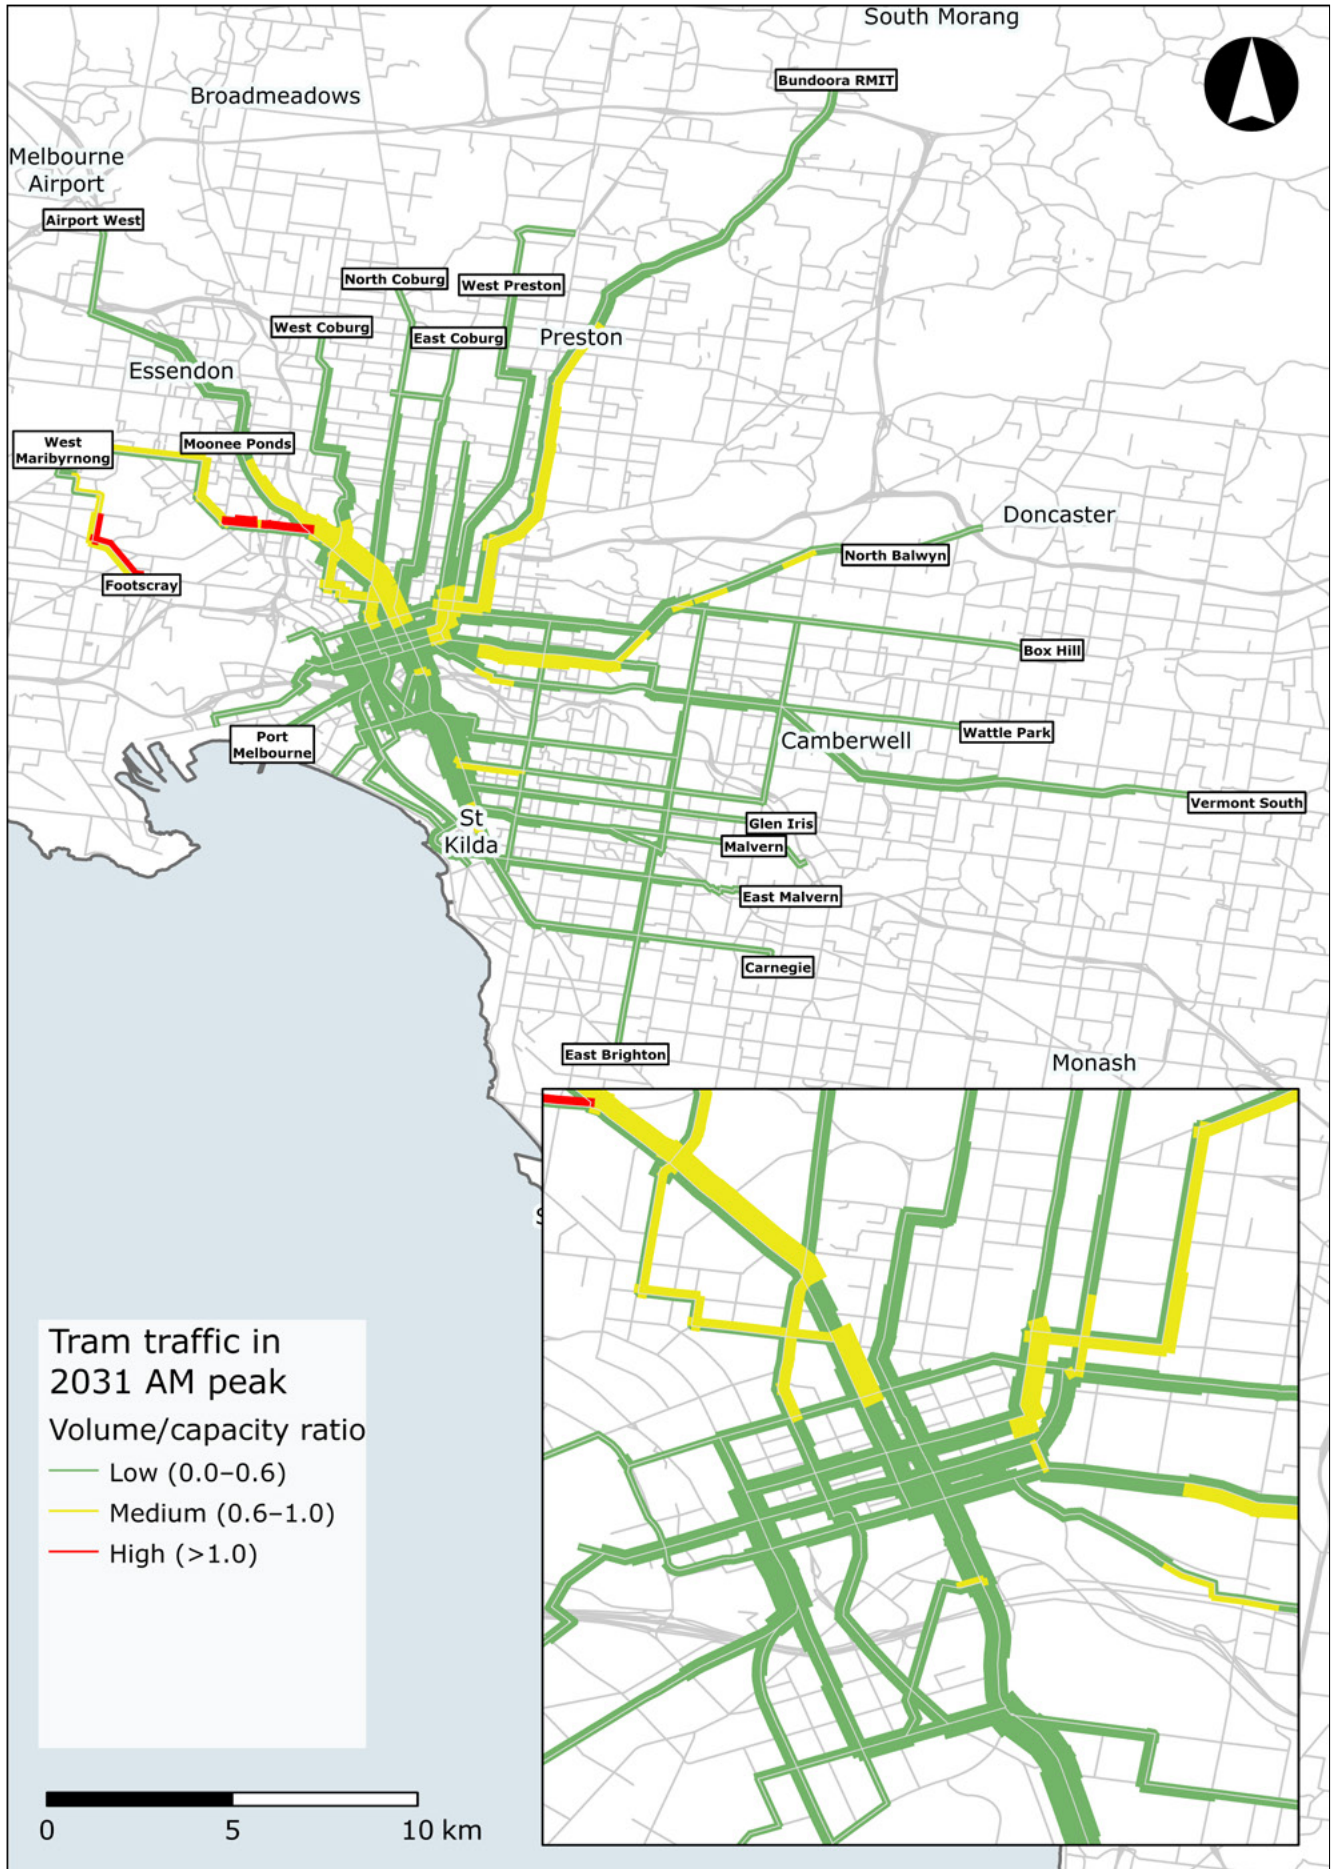 South Morang
Bundoora RMIT
Broadmeadows
Melbourne
Airport
Airport West
North Coburg
West Preston
West Coburg
East Coburg
Preston
Essendon
West
Maribyrnong
Moonee Ponds
Doncaster
North Balwyn
Footscray
Box Hill
Port
Melbourne
Wattle Park
Camberwell
Vermont South
St
Kilda
Glen Iris
Malvern
East Malvern
Carnegie
East Brighton
Monash
Tram traffic in
2031 AM peak
Volume/capacity ratio
Low (0.0–0.6)
Medium (0.6–1.0)
High (>1.0)
0 5 10 km